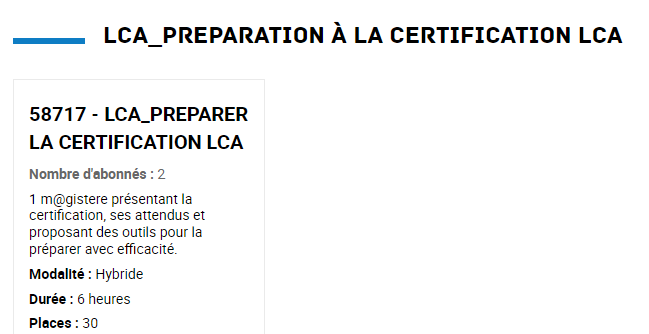 LCA_PREPARATION À LA CERTIFICATION LCA
58717 - LCA_PREPARER
LA CERTIFICATION LCA
Nombre d'abonnés : 2
1 m@gistere présentant la
certification, ses attendus et
proposant des outils pour la
préparer avec efficacité.
Modalité : Hybride
Durée : 6 heures
Places : 30